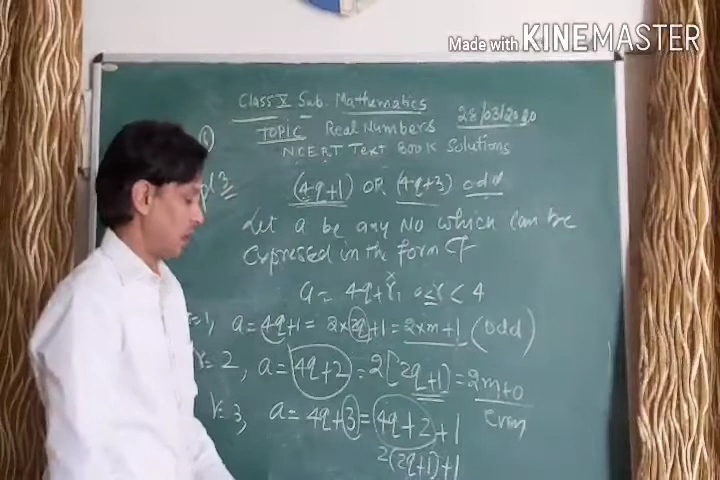 Made with KINEMASTER
Class X Sub. Mathematics
28/03/2020
TOPIC Real Numbers
NCERT Text Book Solutions
(4q+1) OR (4q+3) odd
Let a be any No which can be
Expressed in the form of
a = 4q+r, 0≤r<4
=1, a=4q+1 = 2×2q+1 = 2×m+1 (odd)
r=2, a=4q+2 = 2[2q+1] = 2m+0
even
r=3, a=4q+3 = 4q+2+1
2(2q+1)+1